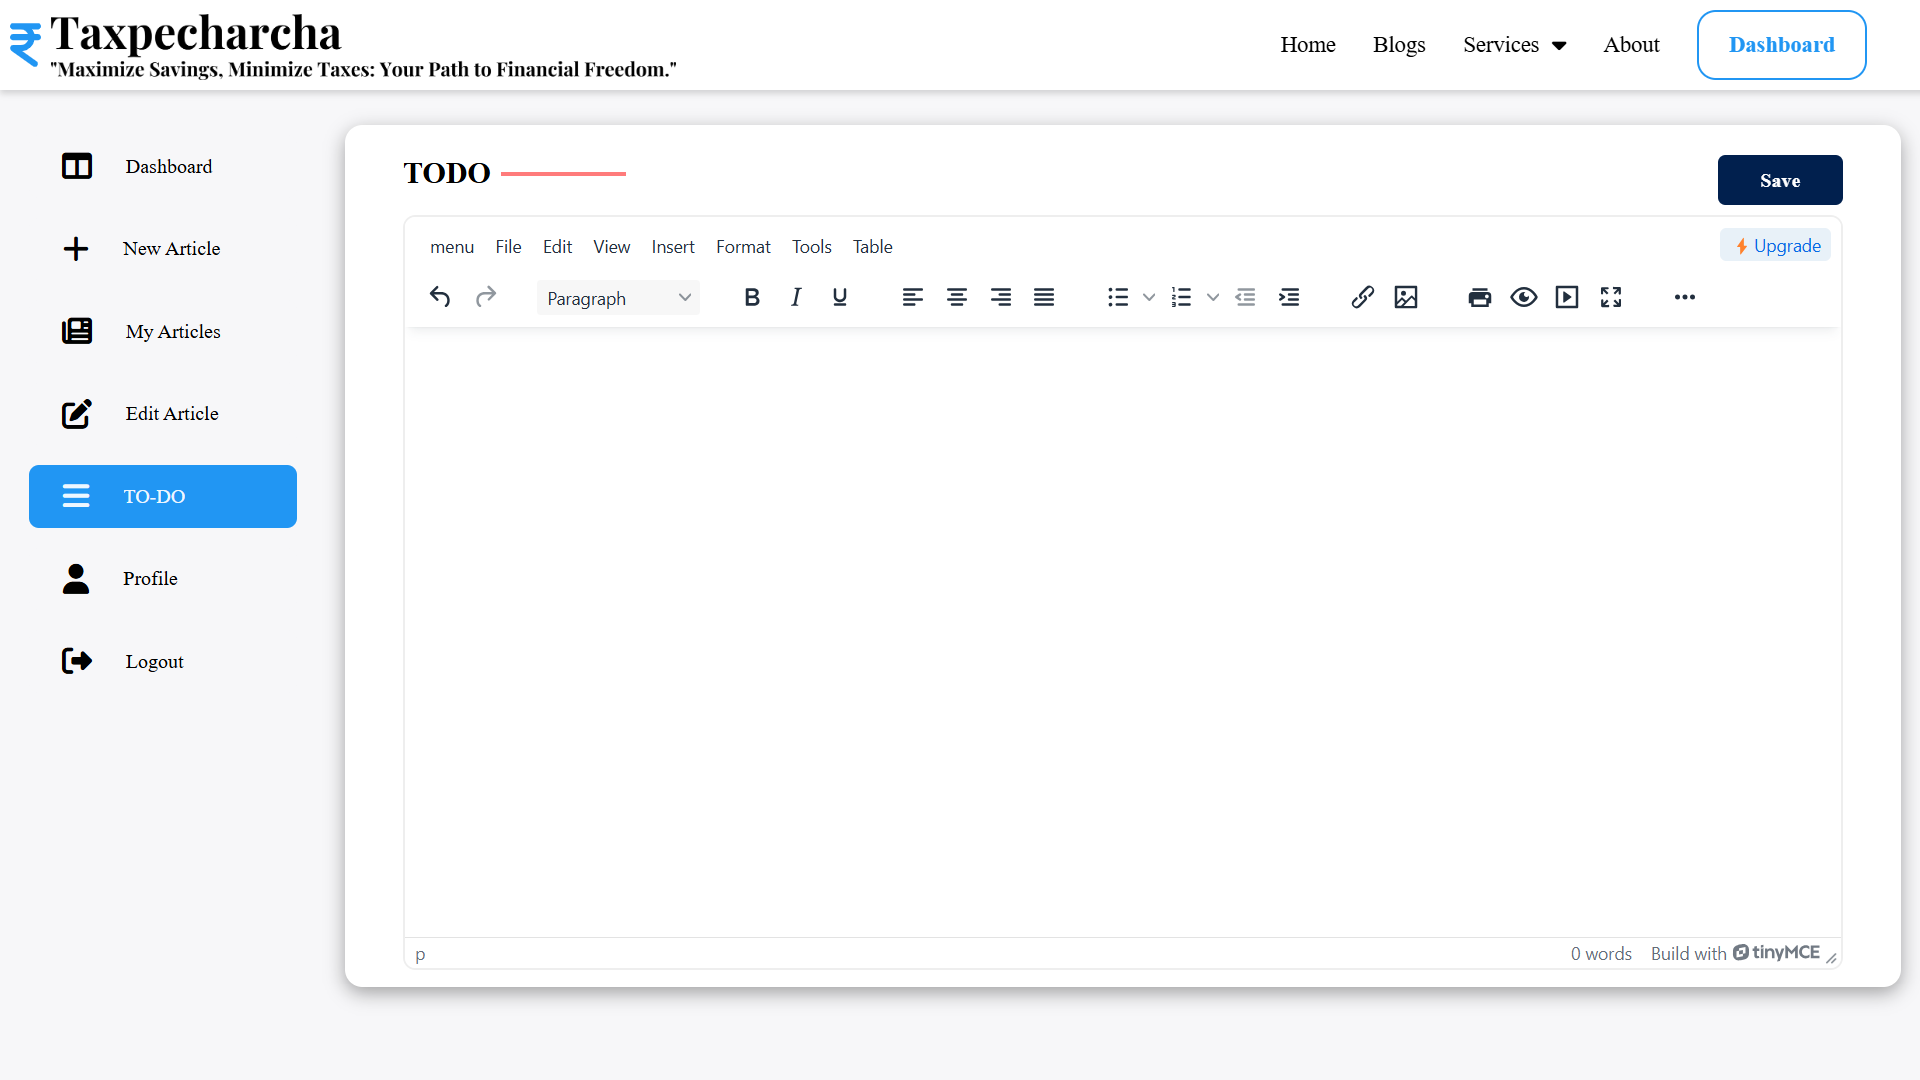 Taxpecharcha
"Maximize Savings, Minimize Taxes: Your Path to Financial Freedom."
Home Blogs Services About Dashboard
Dashboard
New Article
My Articles
Edit Article
TO-DO
Profile
Logout
TODO
Save
menu File Edit View Insert Format Tools Table
Upgrade
Paragraph
p
0 words Build with tinyMCE